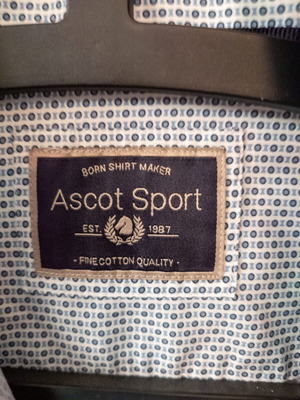 BORN SHIRT MAKER
Ascot Sport
EST. 1987
- FINE COTTON QUALITY -